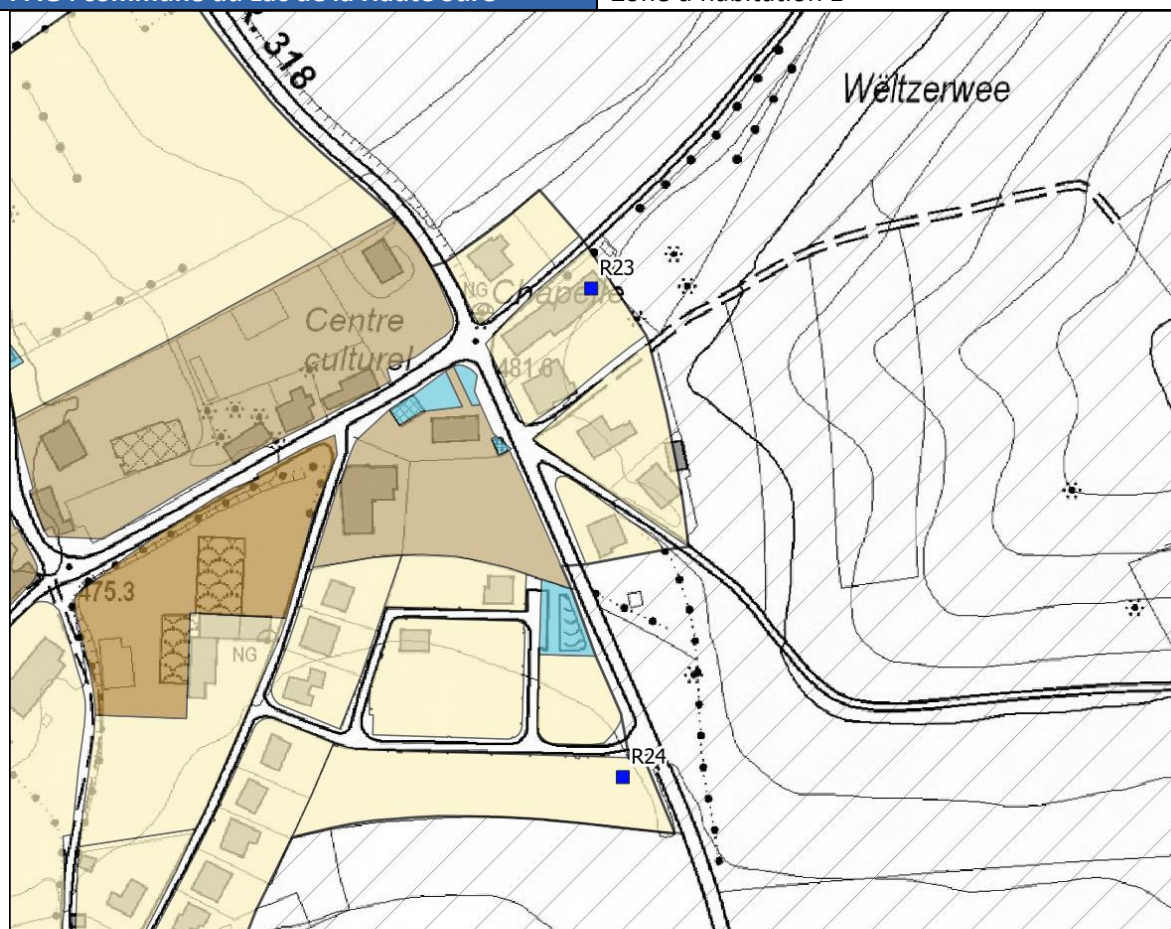 Zone d'habitation 1
. 318
Wëltzerwee
R23
NG
Chapelle
Centre
culturel
481.6
475.3
NG
R24